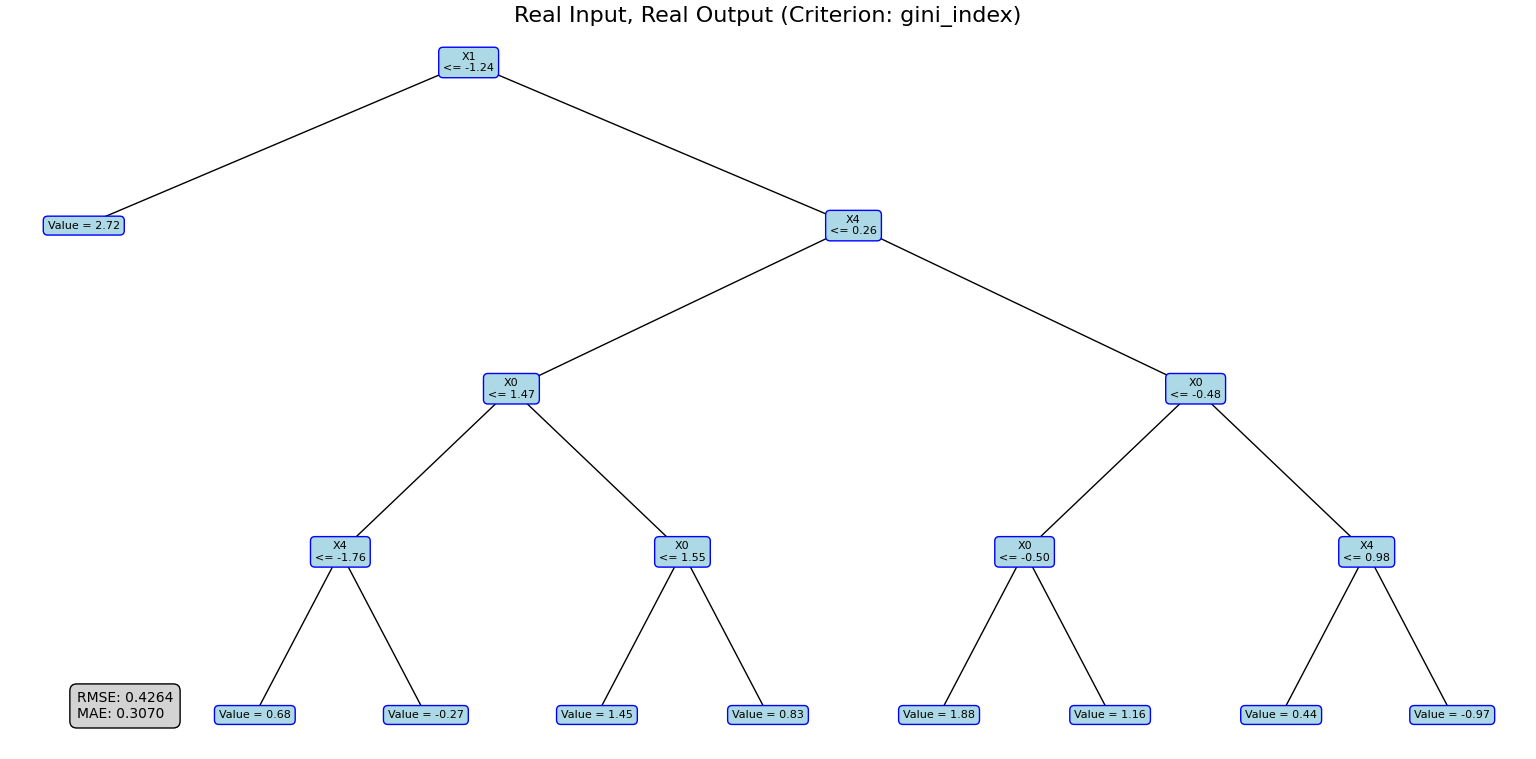 Real Input, Real Output (Criterion: gini_index)
X1
<= -1.24
Value = 2.72
X4
<= 0.26
X0
<= 1.47
X0
<= -0.48
X4
<= -1.76
X0
<= 1.55
X0
<= -0.50
X4
<= 0.98
RMSE: 0.4264
MAE: 0.3070
Value = 0.68
Value = -0.27
Value = 1.45
Value = 0.83
Value = 1.88
Value = 1.16
Value = 0.44
Value = -0.97